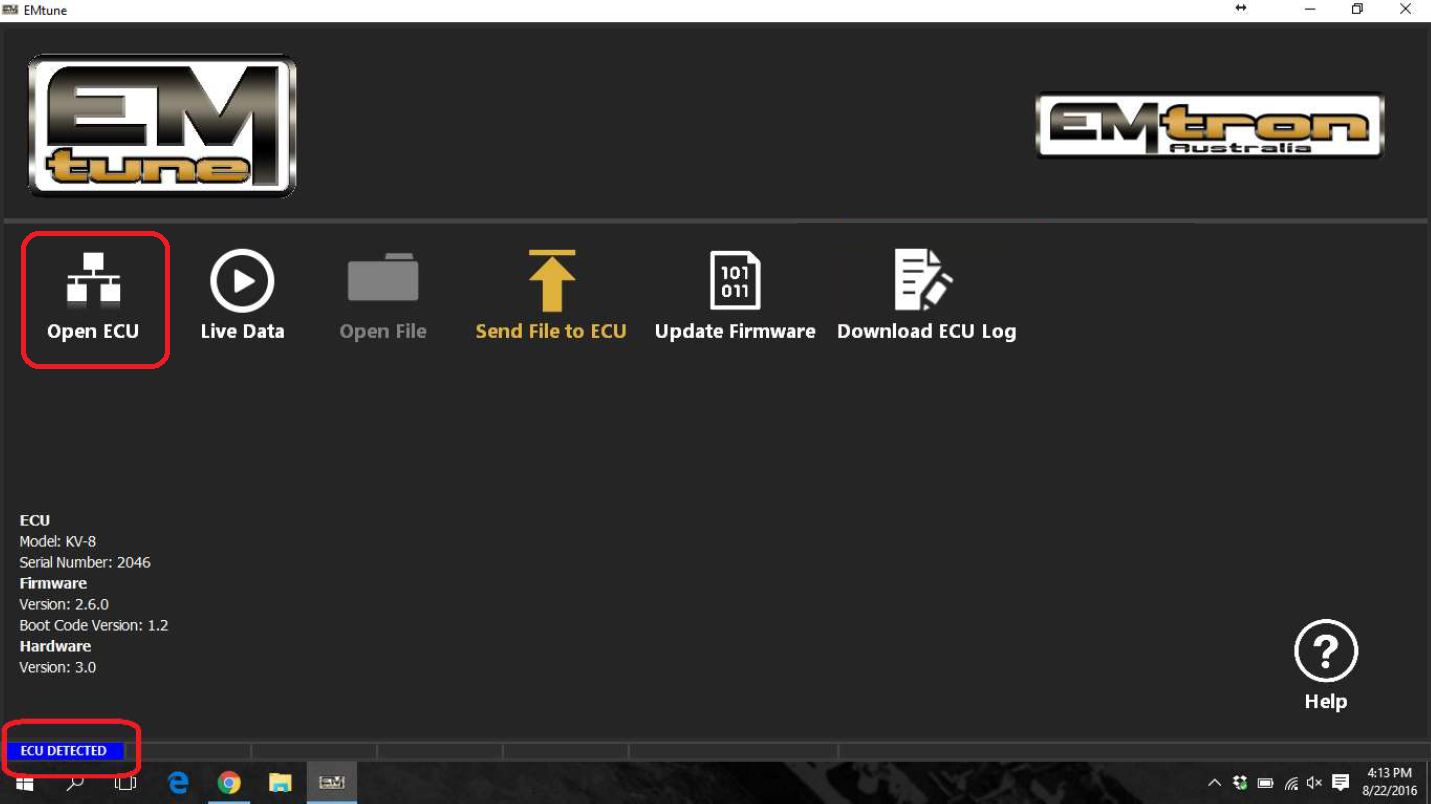 EMtune
EM
tune
EMtron
Australia
101
011
Open ECU
Live Data
Open File
Send File to ECU
Update Firmware
Download ECU Log
ECU
Model: KV-8
Serial Number: 2046
Firmware
Version: 2.6.0
Boot Code Version: 1.2
Hardware
Version: 3.0
?
Help
ECU DETECTED
4:13 PM
8/22/2016